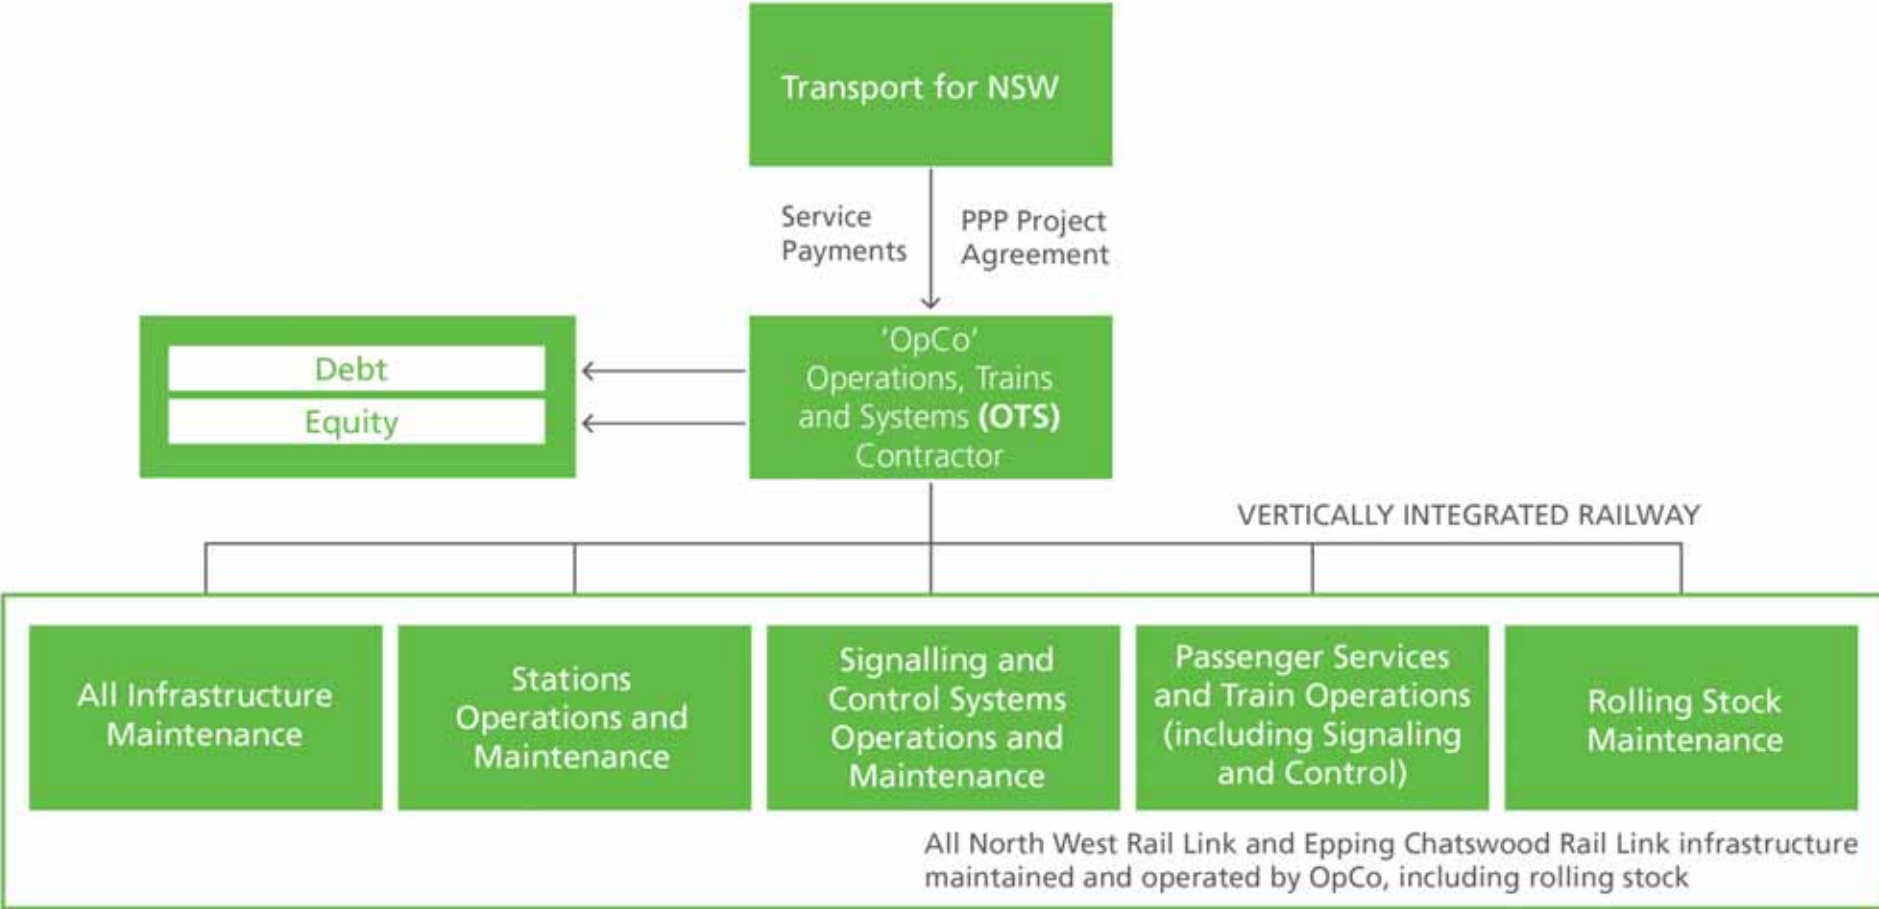 Transport for NSW
Service
Payments
PPP Project
Agreement
Debt
Equity
'OpCo'
Operations, Trains
and Systems (OTS)
Contractor
VERTICALLY INTEGRATED RAILWAY
All Infrastructure
Maintenance
Stations
Operations and
Maintenance
Signalling and
Control Systems
Operations and
Maintenance
Passenger Services
and Train Operations
(including Signaling
and Control)
Rolling Stock
Maintenance
All North West Rail Link and Epping Chatswood Rail Link infrastructure
maintained and operated by OpCo, including rolling stock